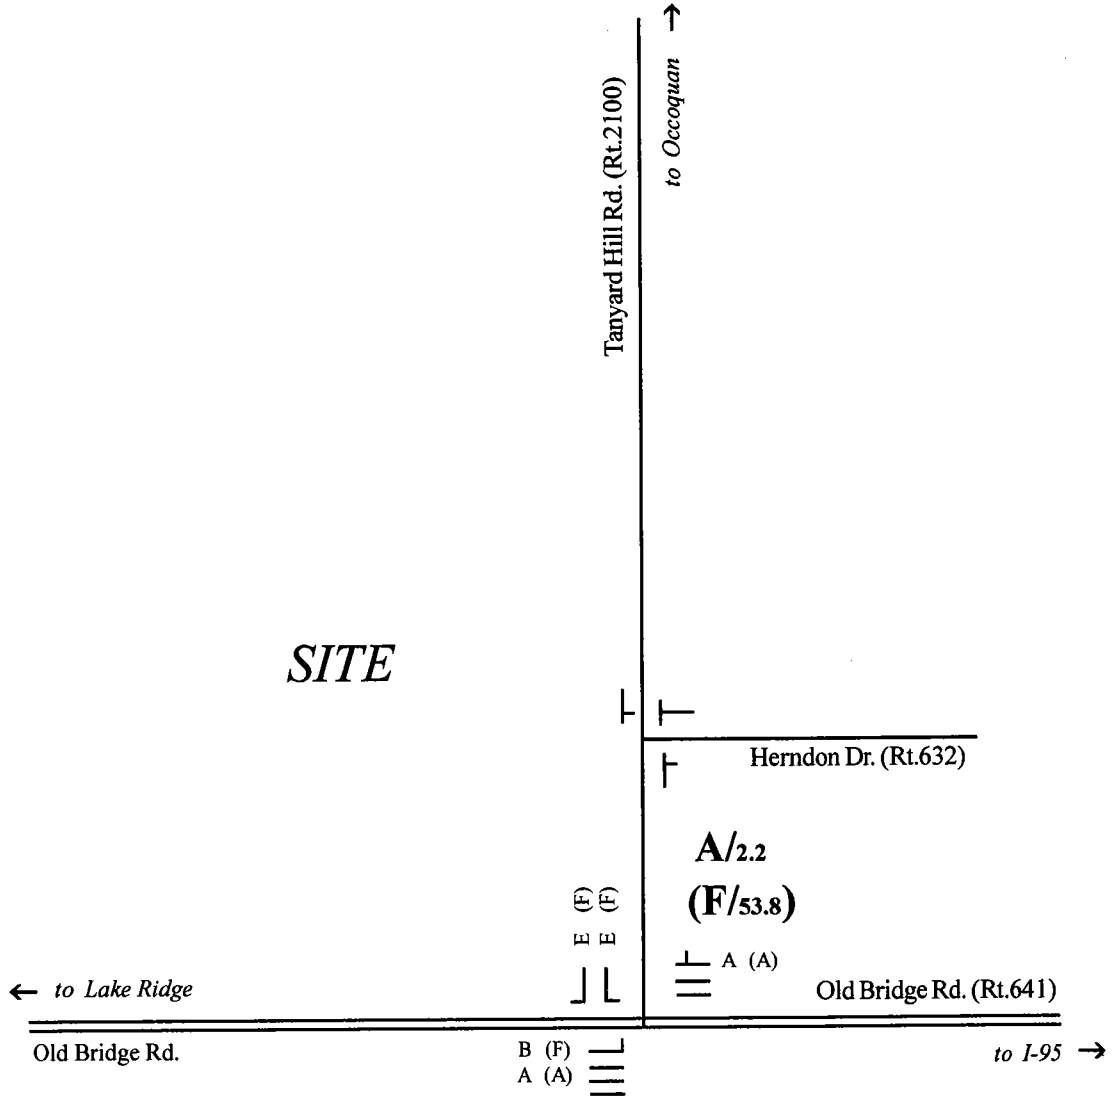 to Occoquan
Tanyard Hill Rd. (Rt.2100)
SITE
Herndon Dr. (Rt.632)
A/2.2
(F/53.8)
E (F)
E (F)
A (A)
← to Lake Ridge
Old Bridge Rd. (Rt.641)
Old Bridge Rd.
B (F)
A (A)
to I-95 →